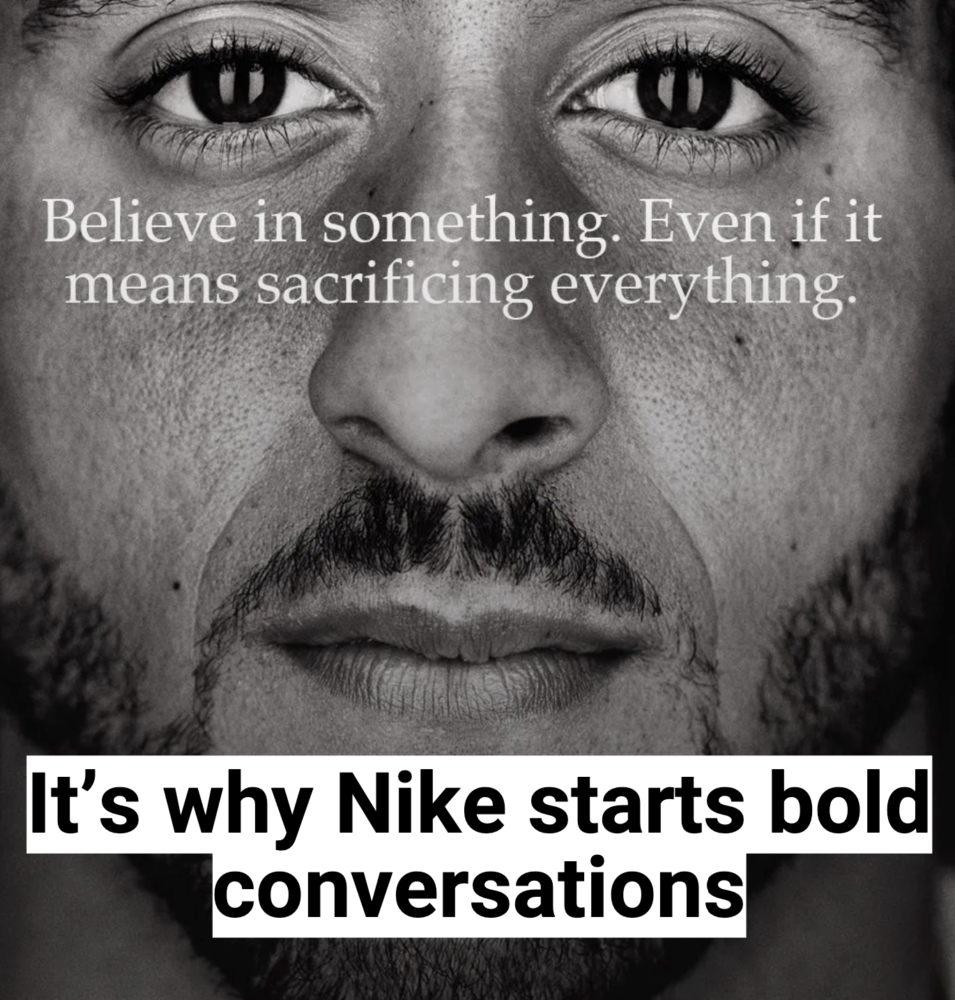 Believe in something. Even if it
means sacrificing everything.
It’s why Nike starts bold
conversations